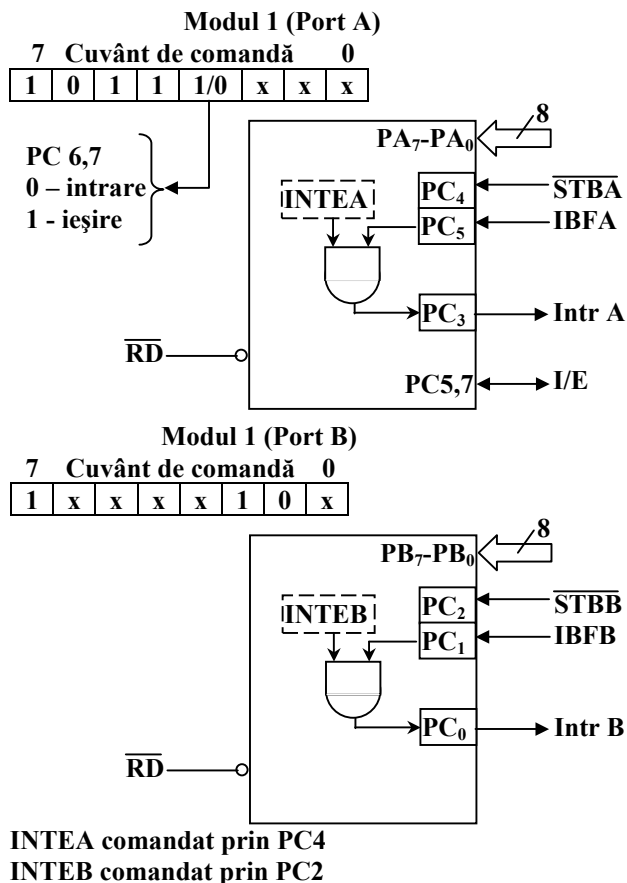 Modul 1 (Port A)
7 Cuvânt de comandă 0
1 0 1 1 1/0 x x x
PC 6,7
0 – intrare
1 - ieşire
8
PA7-PA0
INTEA
PC4
STBA
PC5
IBFA
PC3
Intr A
RD
PC5,7
I/E
Modul 1 (Port B)
7 Cuvânt de comandă 0
1 x x x x 1 0 x
8
PB7-PB0
INTEB
PC2
STBB
PC1
IBFB
PC0
Intr B
RD
INTEA comandat prin PC4
INTEB comandat prin PC2